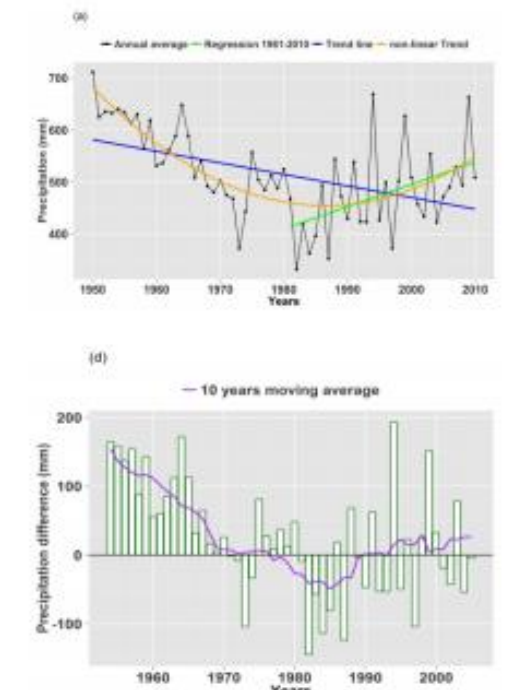 (a)
Annual average Regression 1981-2010 Trend line non-linear Trend
Precipitation (mm)
700
600
500
400
1950 1960 1970 1980 1990 2000 2010
Years
(d)
10 years moving average
Precipitation difference (mm)
200
100
0
-100
1960 1970 1980 1990 2000
Years